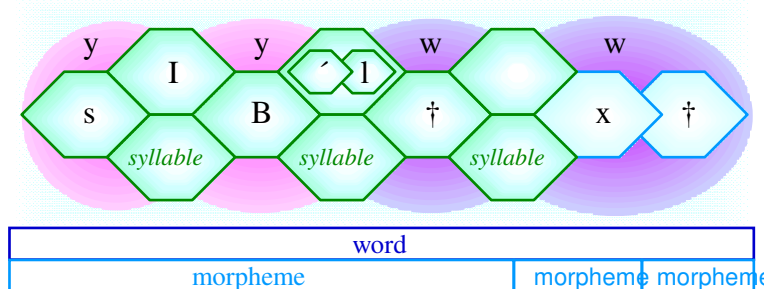 y y w w
I ´ l
s B † x †
syllable syllable syllable
word
morpheme morpheme morpheme